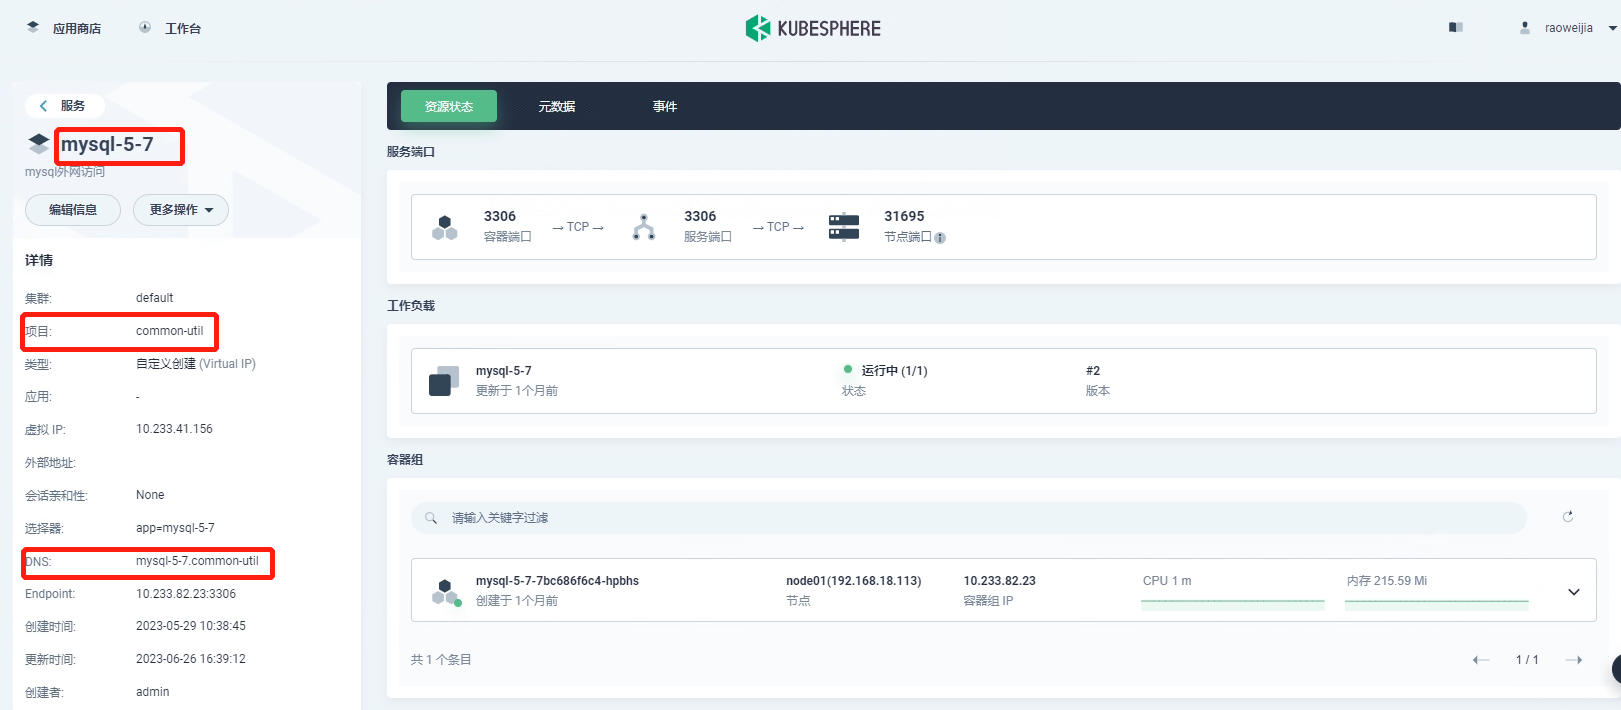 应用商店
工作台
KUBESPHERE
raoweijia
服务
mysql-5-7
mysql外网访问
编辑信息
更多操作
详情
集群: default
项目: common-util
类型: 自定义创建 (Virtual IP)
应用: -
虚拟 IP: 10.233.41.156
外部地址:
会话亲和性: None
选择器: app=mysql-5-7
DNS: mysql-5-7.common-util
Endpoint: 10.233.82.23:3306
创建时间: 2023-05-29 10:38:45
更新时间: 2023-06-26 16:39:12
创建者: admin
资源状态
元数据
事件
服务端口
3306 3306 31695
容器端口 →TCP→ 服务端口 →TCP→ 节点端口
工作负载
mysql-5-7 运行中 (1/1) #2
更新于 1个月前 状态 版本
容器组
请输入关键字过滤
mysql-5-7-7bc686f6c4-hpbhs node01(192.168.18.113) 10.233.82.23 CPU 1 m 内存 215.59 Mi
创建于 1个月前 节点 容器组 IP
共 1 个条目
1 / 1